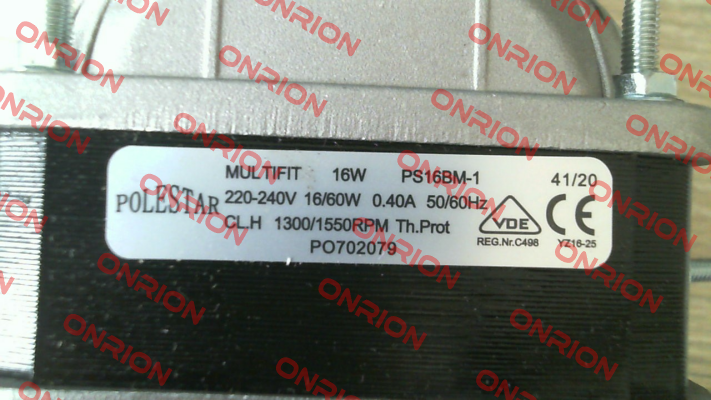 MULTIFIT 16W PS16BM-1 41/20
POLESTAR 220-240V 16/60W 0.40A 50/60Hz
CL.H 1300/1550RPM Th.Prot
PO702079
VDE
REG.Nr.C498
CE
YZ16-25
ONRION